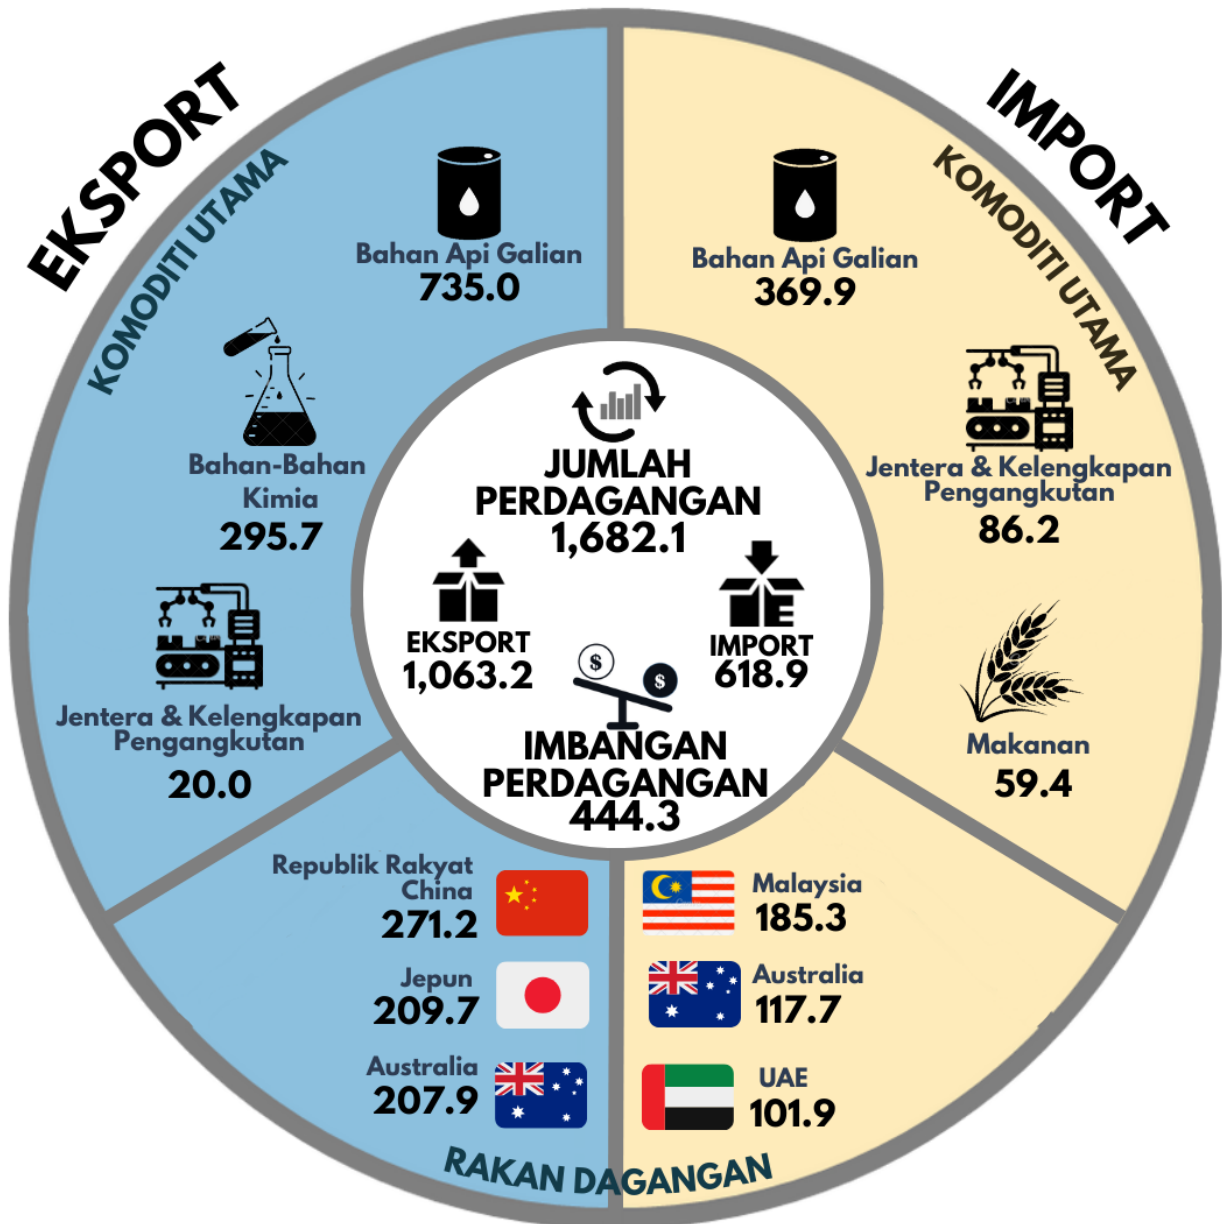 EKSPORT
KOMODITI UTAMA
Bahan Api Galian
735.0
Bahan-Bahan
Kimia
295.7
Jentera & Kelengkapan
Pengangkutan
20.0
IMPORT
KOMODITI UTAMA
Bahan Api Galian
369.9
Jentera & Kelengkapan
Pengangkutan
86.2
Makanan
59.4
JUMLAH
PERDAGANGAN
1,682.1
EKSPORT
1,063.2
IMPORT
618.9
$
$
IMBANGAN
PERDAGANGAN
444.3
Republik Rakyat
China
271.2
Jepun
209.7
Australia
207.9
Malaysia
185.3
Australia
117.7
UAE
101.9
RAKAN DAGANGAN